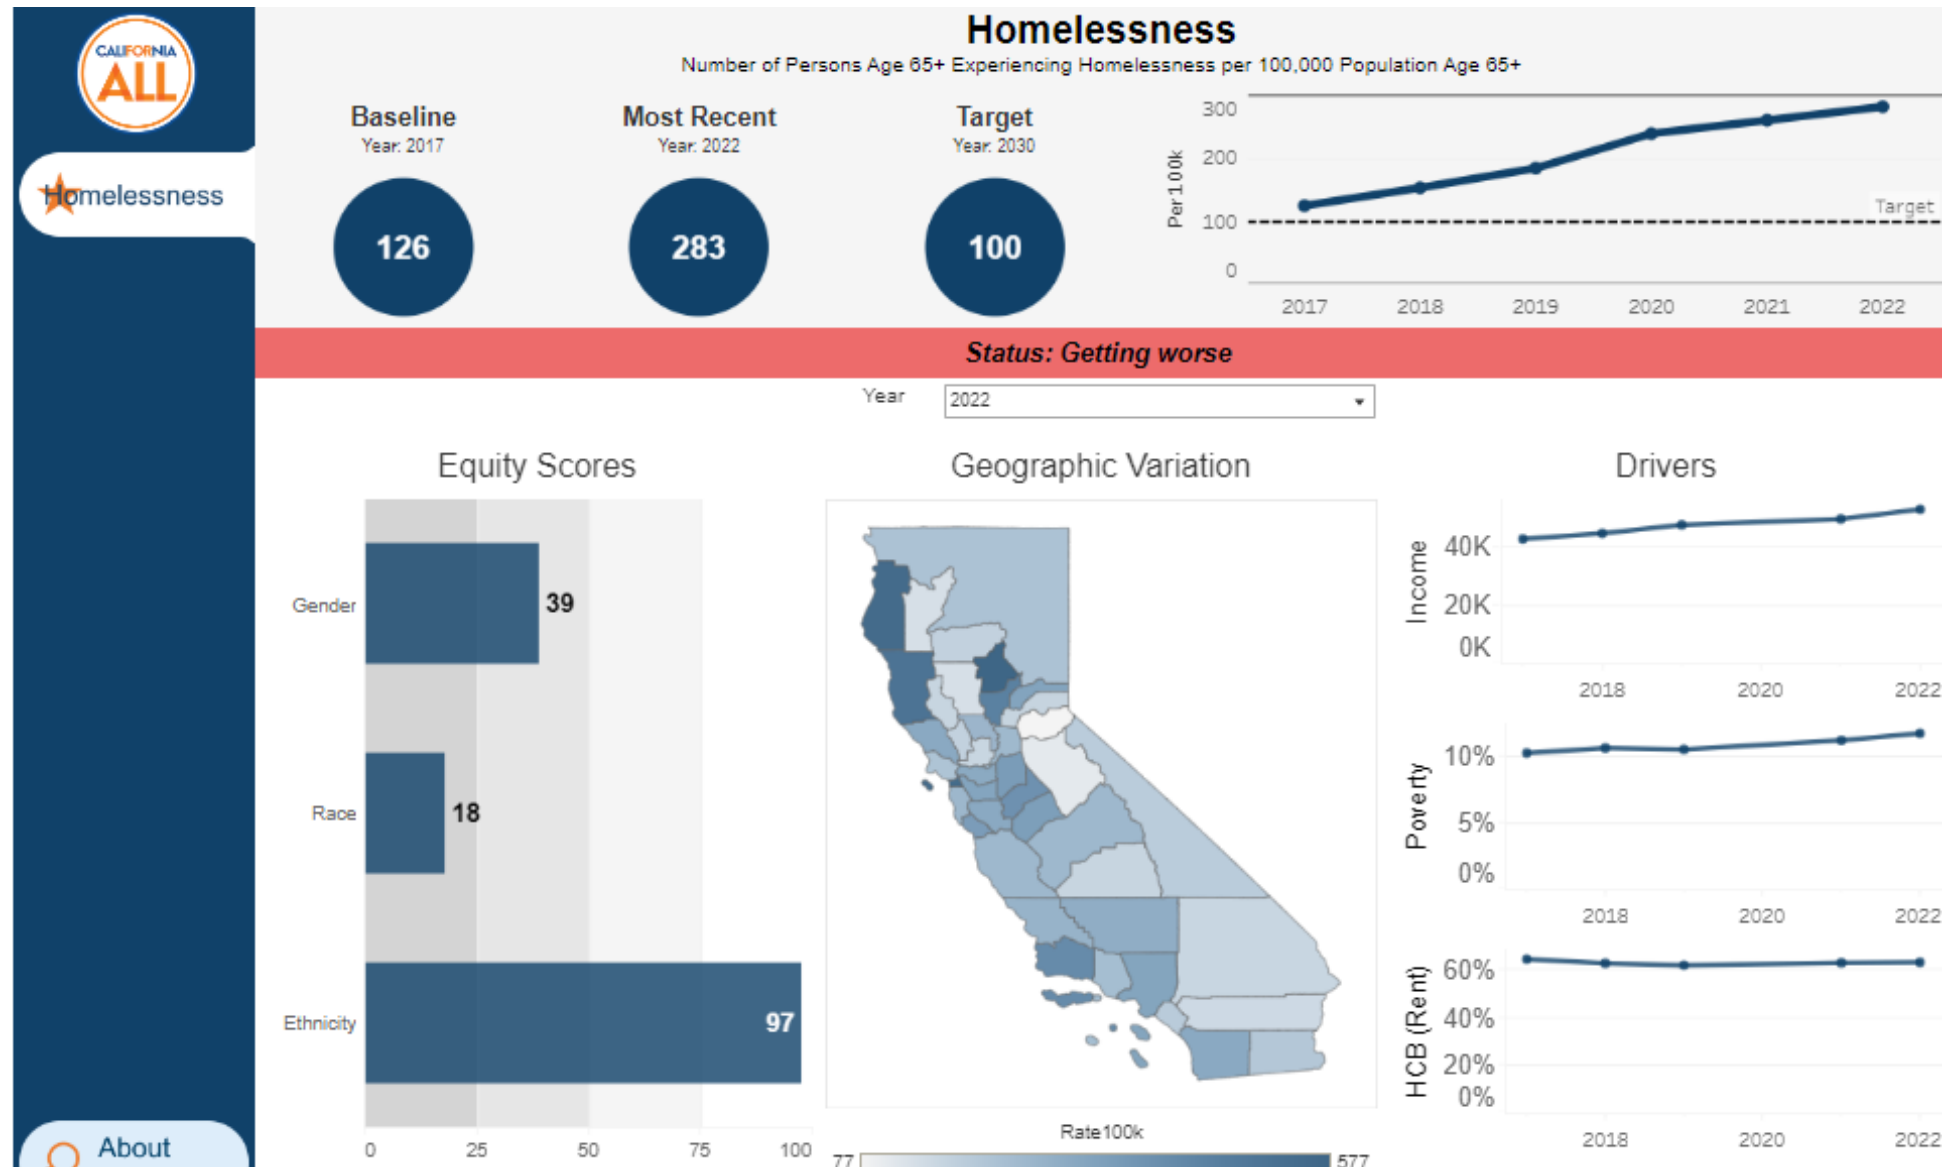 CALIFORNIA
ALL
Homelessness
About
Homelessness
Number of Persons Age 65+ Experiencing Homelessness per 100,000 Population Age 65+
Baseline
Year: 2017
126
Most Recent
Year: 2022
283
Target
Year: 2030
100
Per100k
300
200
100
0
Target
2017 2018 2019 2020 2021 2022
Status: Getting worse
Year 2022
Equity Scores
Gender 39
Race 18
Ethnicity 97
0 25 50 75 100
Geographic Variation
Rate100k
77 577
Drivers
Income
40K
20K
0K
2018 2020 2022
Poverty
10%
5%
0%
2018 2020 2022
HCB (Rent)
60%
40%
20%
0%
2018 2020 2022